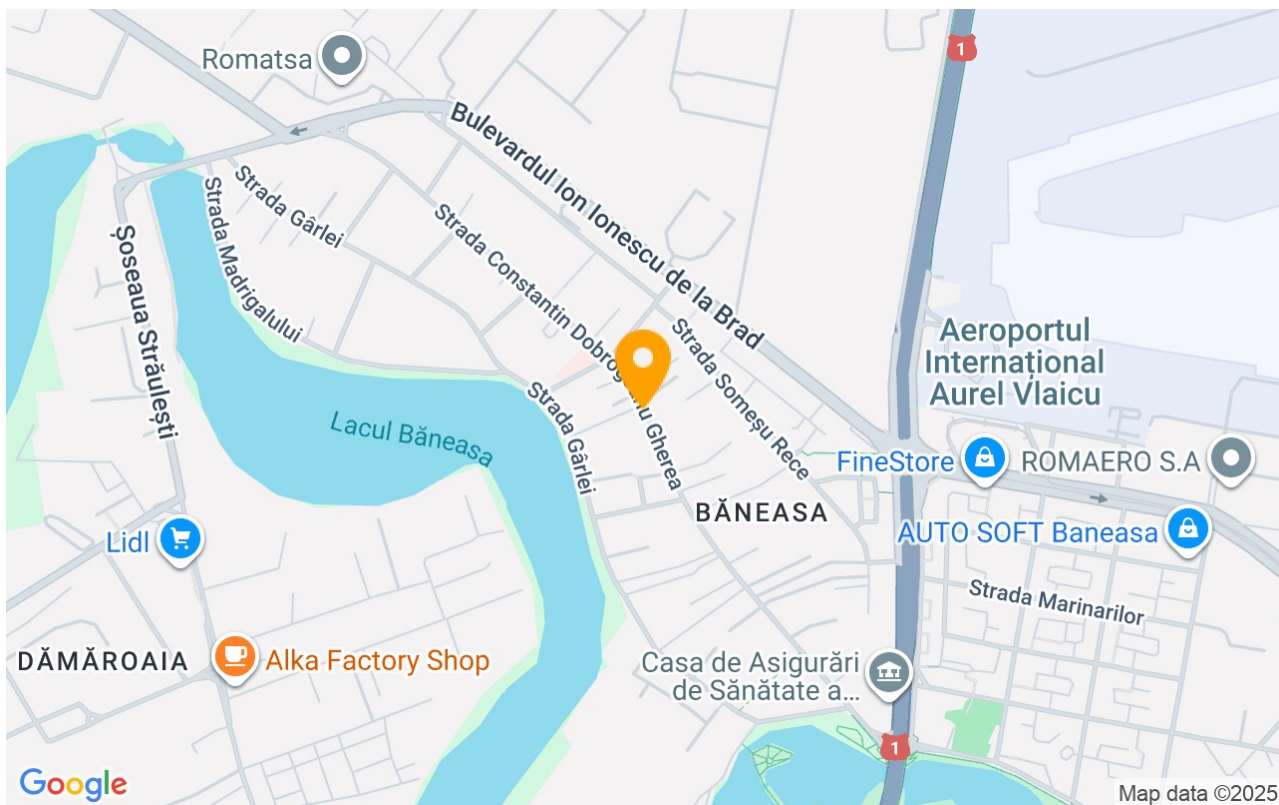 Romatsa
1
Bulevardul Ion Ionescu de la Brad
Strada Gârlei
Strada Madrigalului
Strada Constantin Dobrogeanu Gherea
Șoseaua Străulești
Strada Someșu Rece
Aeroportul
Internațional
Aurel Vlaicu
Lacul Băneasa
Strada Gârlei
FineStore
ROMAERO S.A
BĂNEASA
AUTO SOFT Baneasa
Lidl
Strada Marinarilor
DĂMĂROAIA
Alka Factory Shop
Casa de Asigurări
de Sănătate a...
1
Google
Map data ©2025